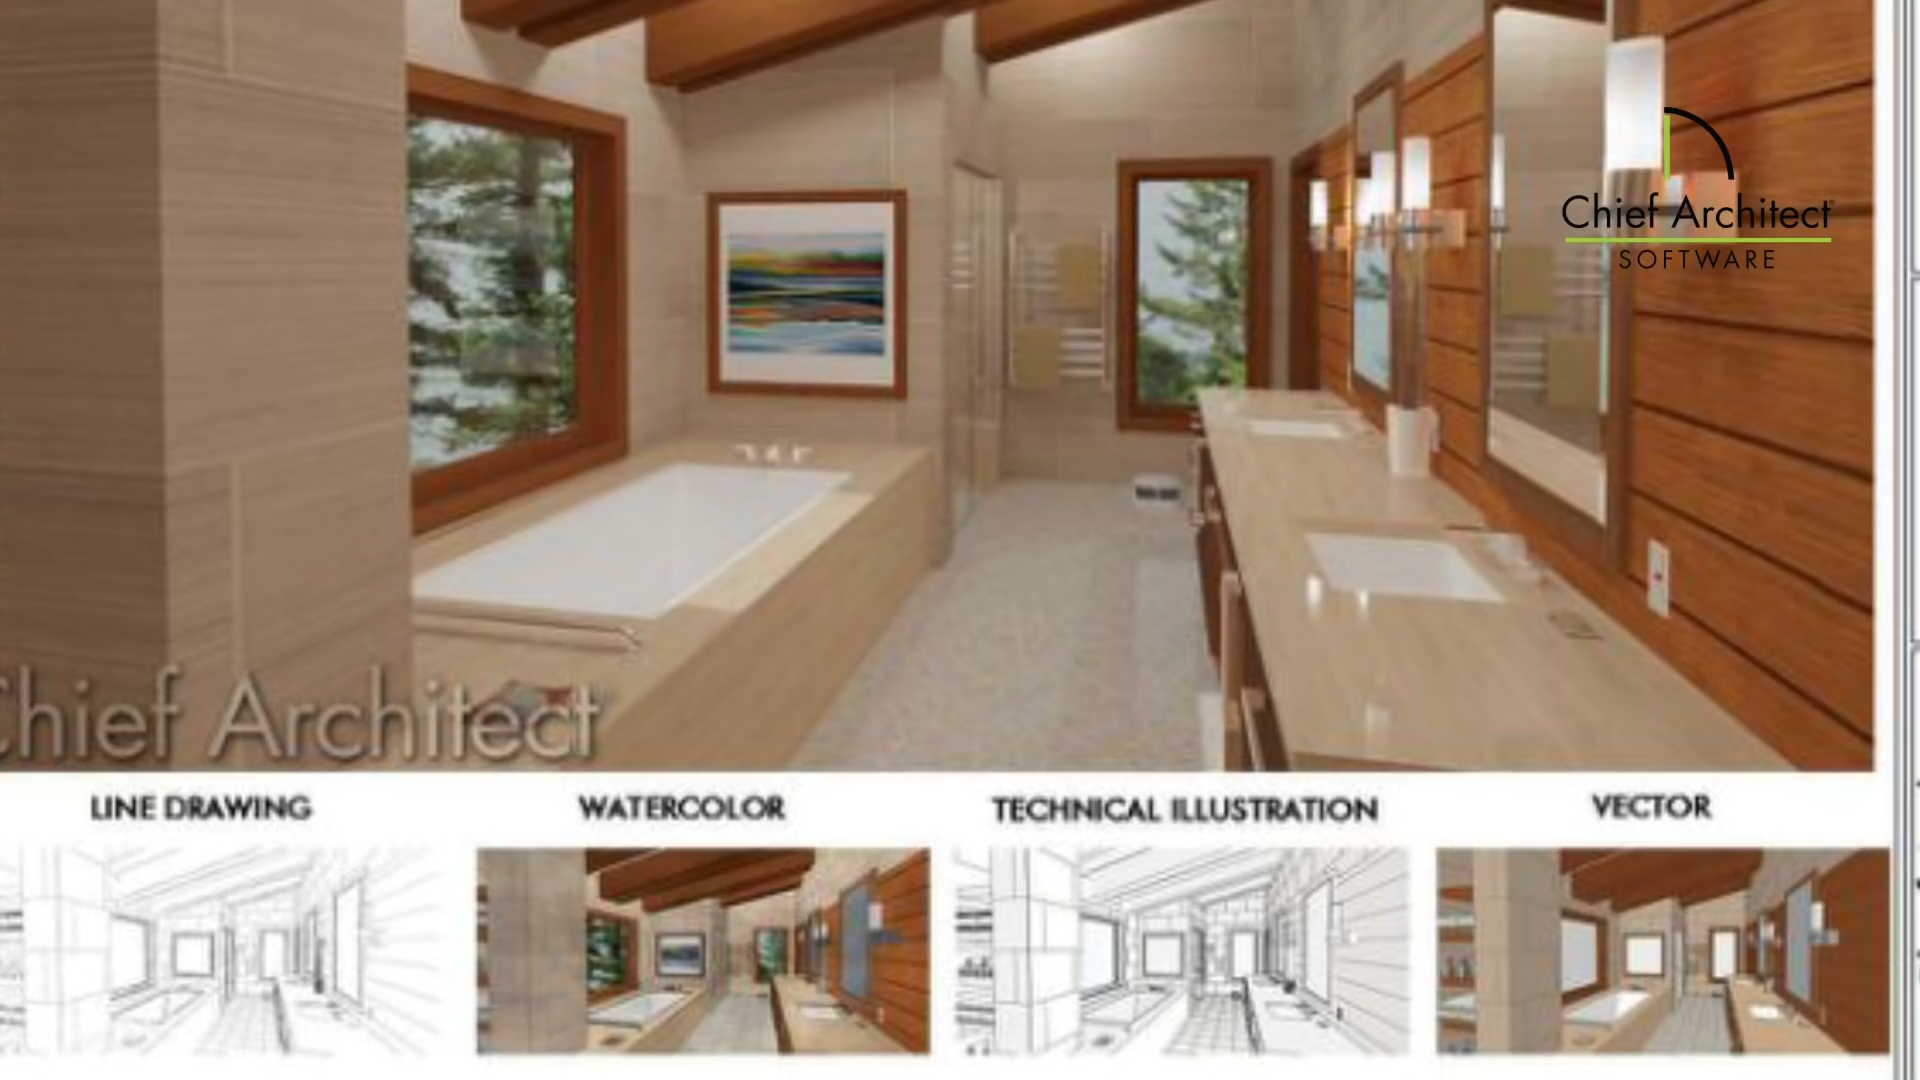 Chief Architect
SOFTWARE
Chief Architect
LINE DRAWING
WATERCOLOR
TECHNICAL ILLUSTRATION
VECTOR